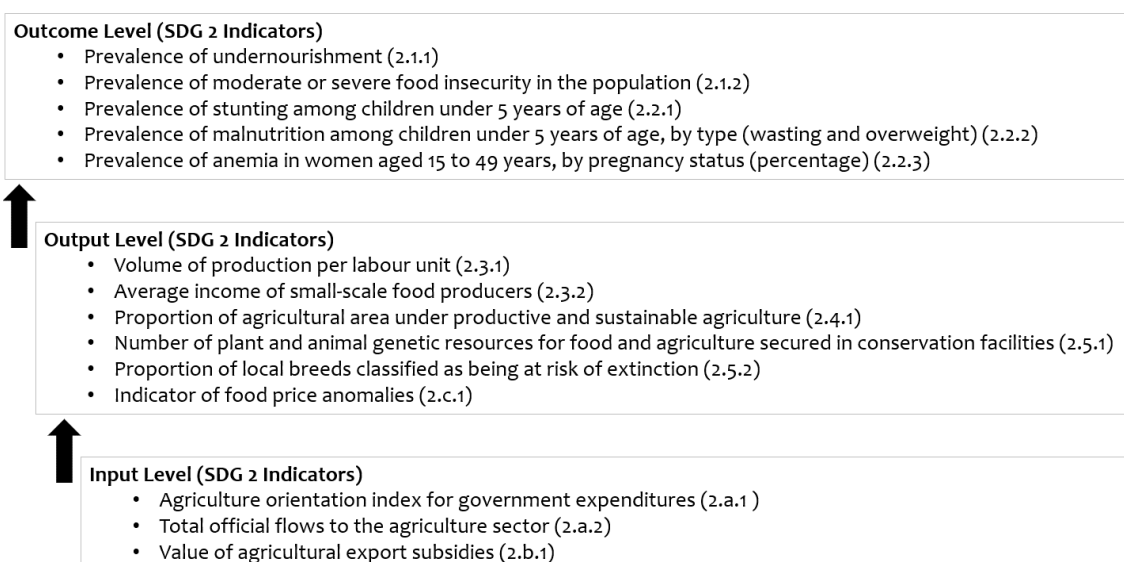 Outcome Level (SDG 2 Indicators)
• Prevalence of undernourishment (2.1.1)
• Prevalence of moderate or severe food insecurity in the population (2.1.2)
• Prevalence of stunting among children under 5 years of age (2.2.1)
• Prevalence of malnutrition among children under 5 years of age, by type (wasting and overweight) (2.2.2)
• Prevalence of anemia in women aged 15 to 49 years, by pregnancy status (percentage) (2.2.3)
Output Level (SDG 2 Indicators)
• Volume of production per labour unit (2.3.1)
• Average income of small-scale food producers (2.3.2)
• Proportion of agricultural area under productive and sustainable agriculture (2.4.1)
• Number of plant and animal genetic resources for food and agriculture secured in conservation facilities (2.5.1)
• Proportion of local breeds classified as being at risk of extinction (2.5.2)
• Indicator of food price anomalies (2.c.1)
Input Level (SDG 2 Indicators)
• Agriculture orientation index for government expenditures (2.a.1 )
• Total official flows to the agriculture sector (2.a.2)
• Value of agricultural export subsidies (2.b.1)